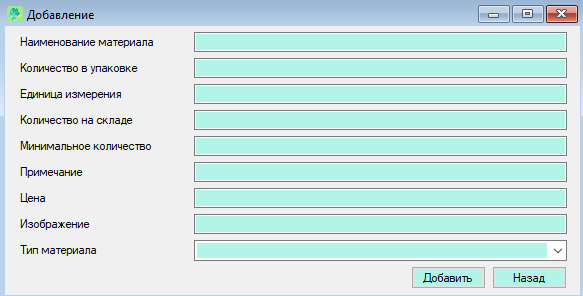 Добавление
Наименование материала
Количество в упаковке
Единица измерения
Количество на складе
Минимальное количество
Примечание
Цена
Изображение
Тип материала
Добавить Назад